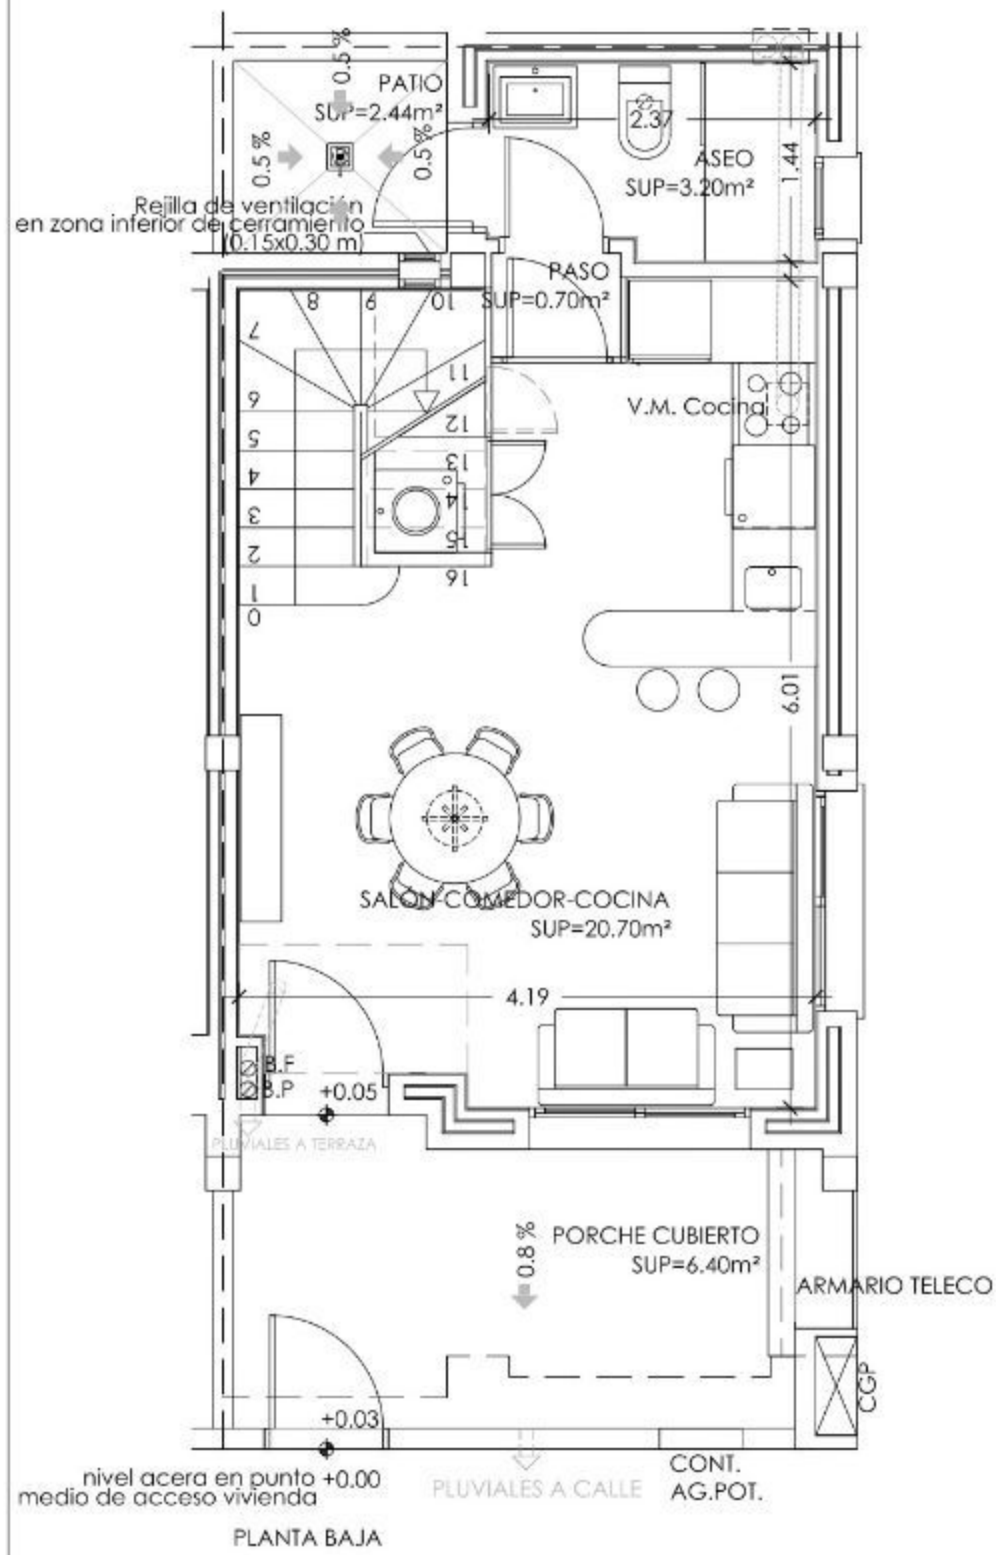 0.5 %
PATIO
SUP=2.44m²
0.5 %
0.5 %
2.37
1.44
ASEO
SUP=3.20m²
Rejilla de ventilación
en zona inferior de cerramiento
(0.15x0.30 m)
PASO
SUP=0.70m²
8
9
10
7
11
6
12
5
13
4
14
3
15
2
16
1
0
V.M. Cocina
6.01
SALÓN-COMEDOR-COCINA
SUP=20.70m²
4.19
B.F
B.P
+0.05
PLUVIALES A TERRAZA
0.8 %
PORCHE CUBIERTO
SUP=6.40m²
ARMARIO TELECO
CGP
+0.03
nivel acera en punto +0.00
medio de acceso vivienda
PLUVIALES A CALLE
CONT.
AG.POT.
PLANTA BAJA